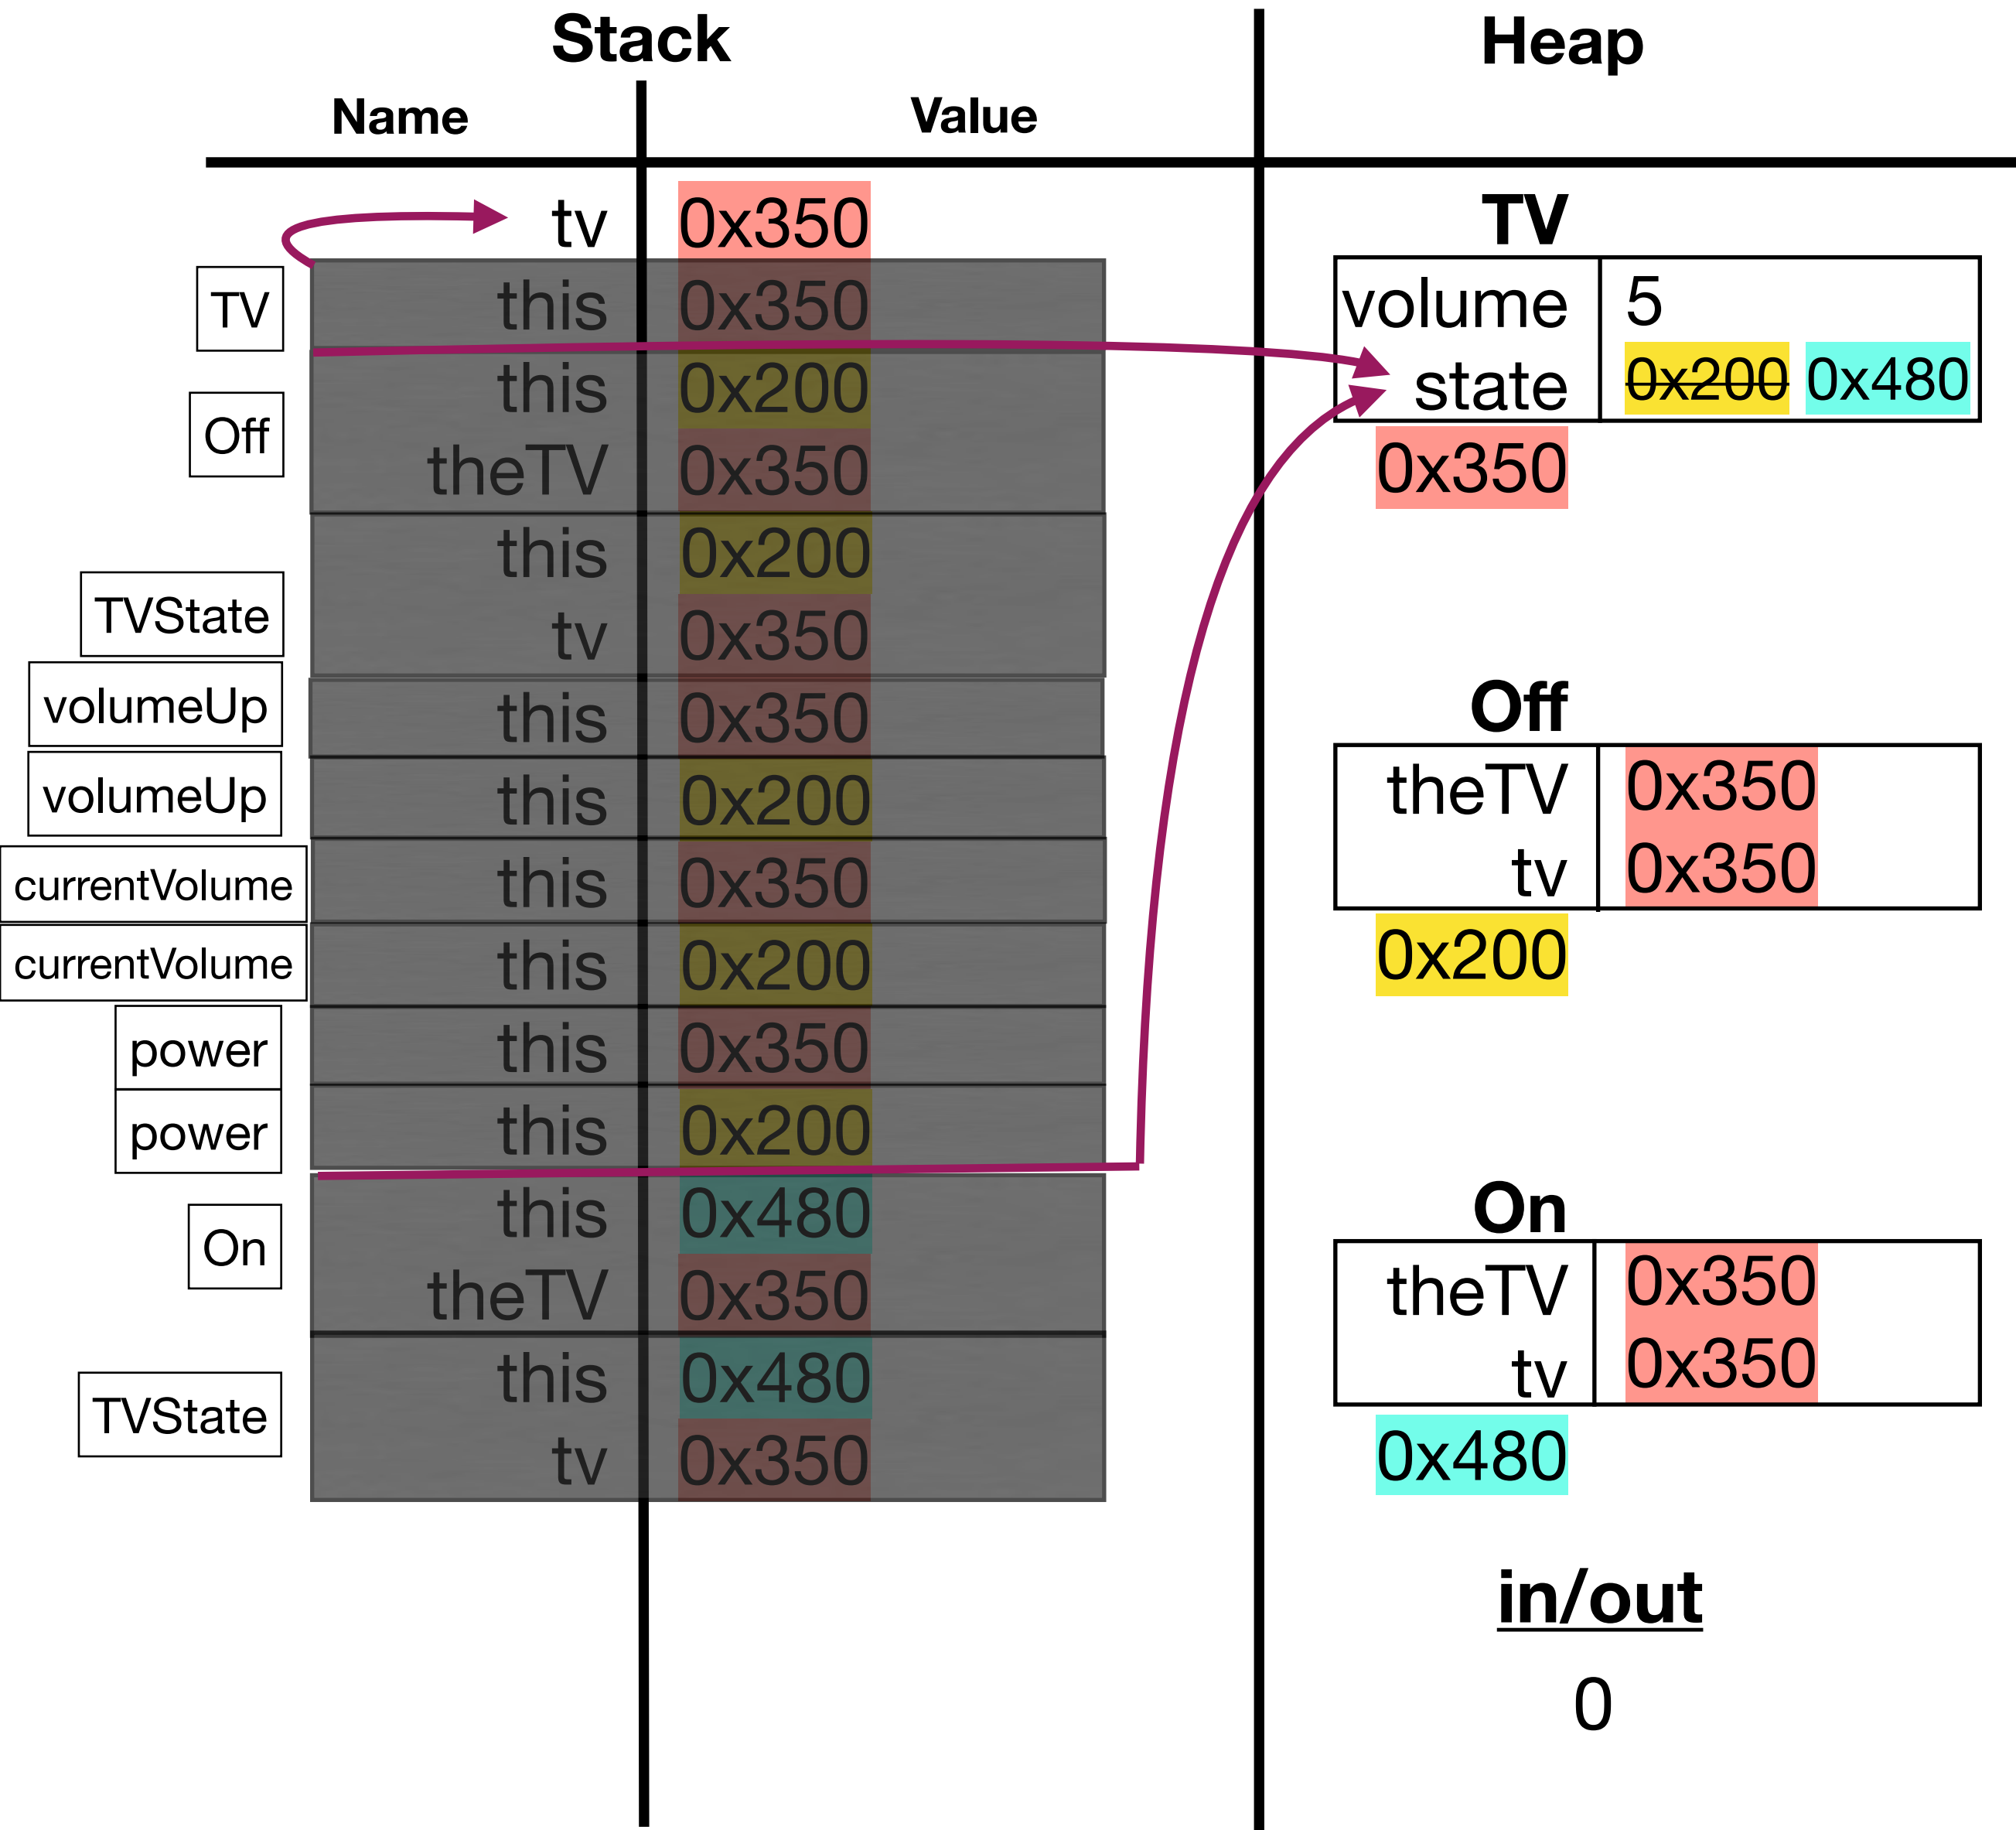 Stack
Heap
Name Value
tv 0x350
TV this 0x350
Off this 0x200
theTV 0x350
TVState this 0x200
tv 0x350
volumeUp this 0x350
volumeUp this 0x200
currentVolume this 0x350
currentVolume this 0x200
power this 0x350
power this 0x200
On this 0x480
theTV 0x350
TVState this 0x480
tv 0x350
TV
volume 5
state 0x200 0x480
0x350
Off
theTV 0x350
tv 0x350
0x200
On
theTV 0x350
tv 0x350
0x480
in/out
0